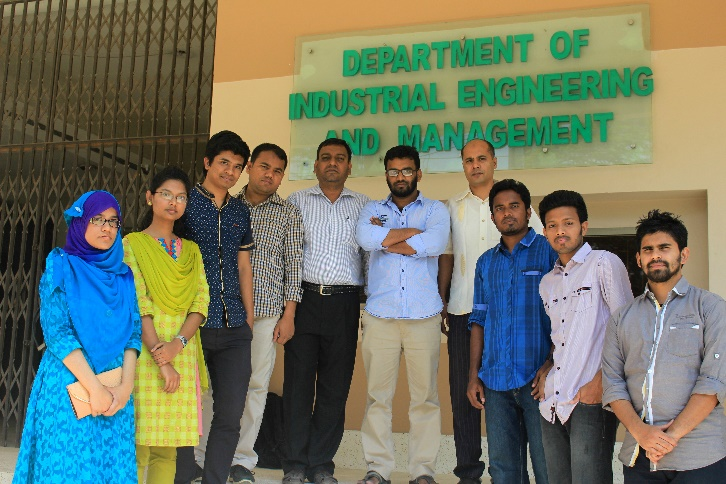 DEPARTMENT OF
INDUSTRIAL ENGINEERING
AND MANAGEMENT